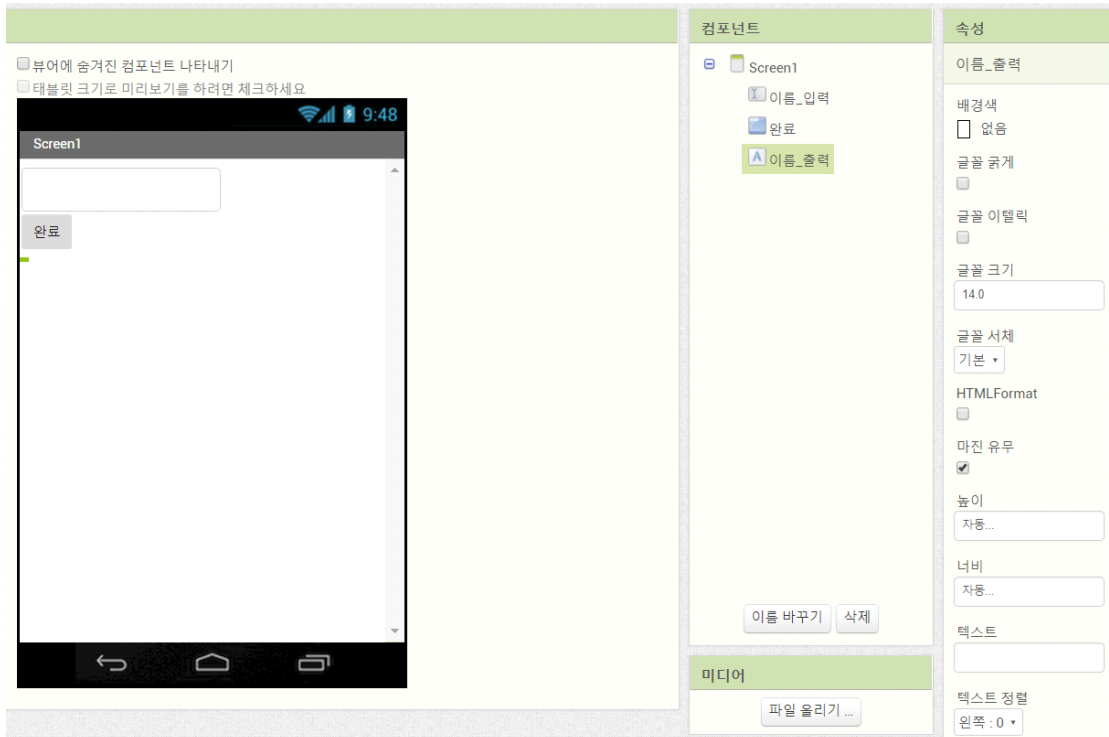 뷰어에 숨겨진 컴포넌트 나타내기
태블릿 크기로 미리보기를 하려면 체크하세요
9:48
Screen1
완료
컴포넌트
Screen1
이름_입력
완료
이름_출력
이름 바꾸기 삭제
미디어
파일 올리기 ...
속성
이름_출력
배경색
없음
글꼴 굵게
글꼴 이텔릭
글꼴 크기
14.0
글꼴 서체
기본
HTMLFormat
마진 유무
높이
자동...
너비
자동...
텍스트
텍스트 정렬
왼쪽 : 0